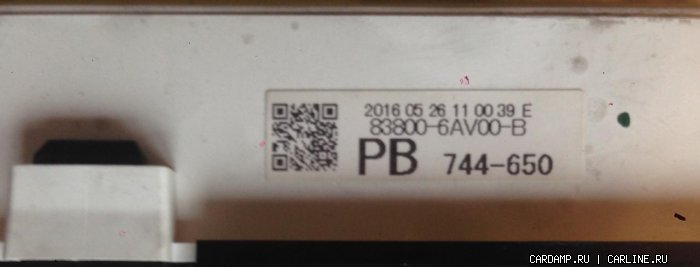 2016 05 26 11 00 39 E
83800-6AV00-B
PB 744-650
CARDAMP.RU | CARLINE.RU